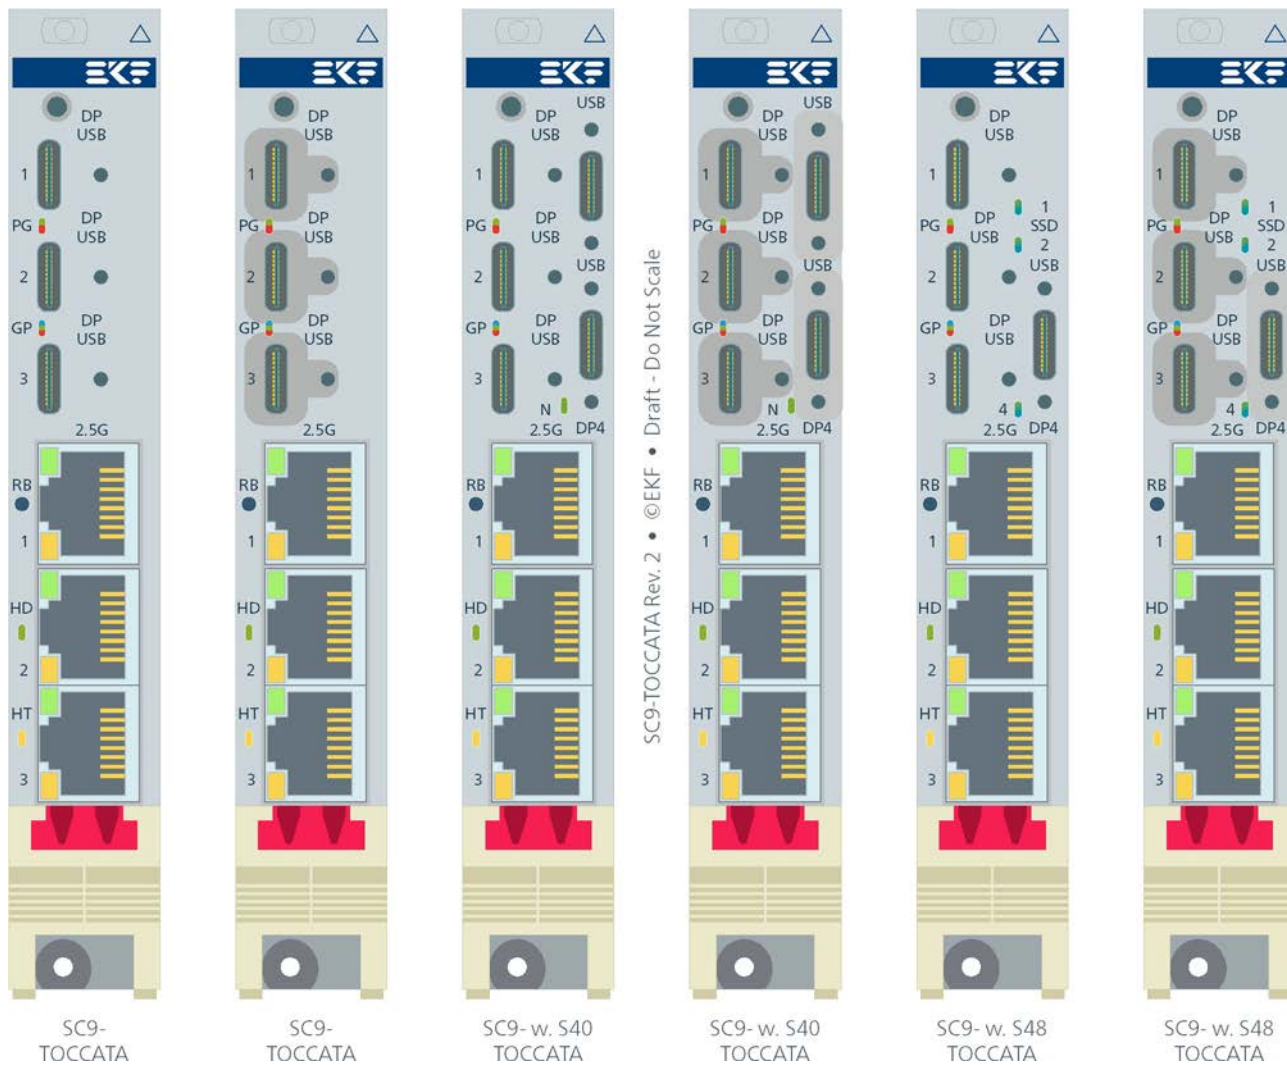 EKF
DP
USB
1
DP
PG USB
2
DP
GP USB
3
2.5G
RB
1
HD
2
HT
3
SC9-
TOCCATA
EKF
DP
USB
1
DP
PG USB
2
DP
GP USB
3
2.5G
RB
1
HD
2
HT
3
SC9-
TOCCATA
EKF
USB
DP
USB
1
DP
PG USB
2
USB
DP
GP USB
3
N
2.5G DP4
RB
1
HD
2
HT
3
SC9- w. S40
TOCCATA
SC9-TOCCATA Rev. 2 • ©EKF • Draft - Do Not Scale
EKF
USB
DP
USB
1
DP
PG USB
2
USB
DP
GP USB
3
N
2.5G DP4
RB
1
HD
2
HT
3
SC9- w. S40
TOCCATA
EKF
DP
USB
1
1
DP SSD
PG USB 2
2
USB
DP
GP USB
3
4
2.5G DP4
RB
1
HD
2
HT
3
SC9- w. S48
TOCCATA
EKF
DP
USB
1
1
DP SSD
PG USB 2
2
USB
DP
GP USB
3
4
2.5G DP4
RB
1
HD
2
HT
3
SC9- w. S48
TOCCATA